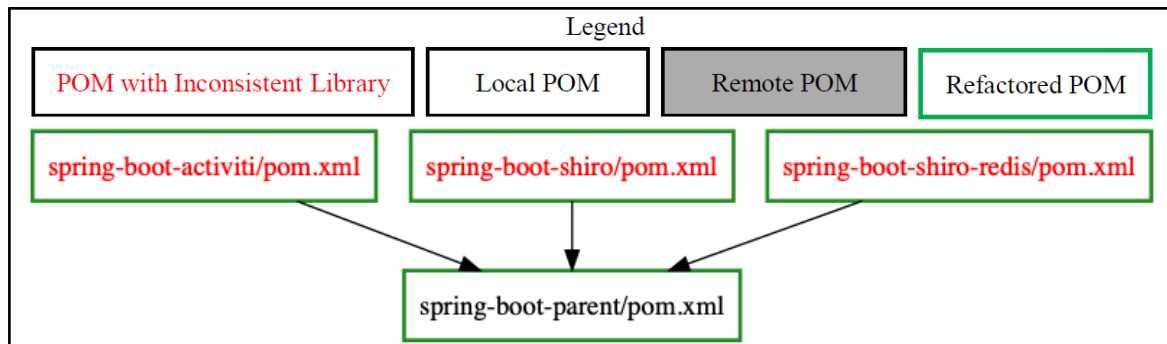 Legend
POM with Inconsistent Library
Local POM
Remote POM
Refactored POM
spring-boot-activiti/pom.xml
spring-boot-shiro/pom.xml
spring-boot-shiro-redis/pom.xml
spring-boot-parent/pom.xml